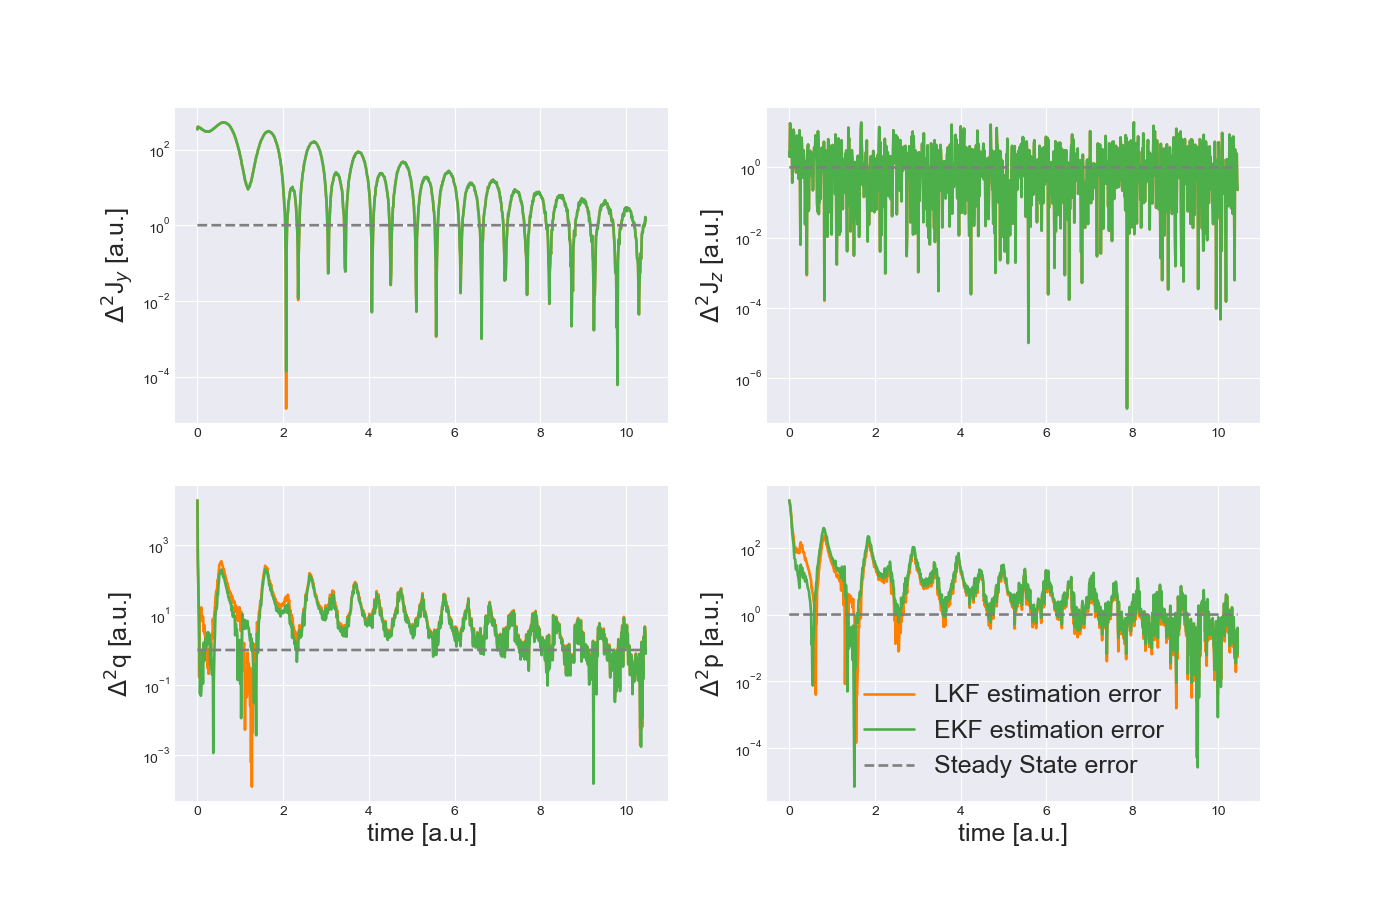 Δ²J_y [a.u.]
10²
10⁰
10⁻²
10⁻⁴
0 2 4 6 8 10
Δ²J_z [a.u.]
10⁰
10⁻²
10⁻⁴
10⁻⁶
0 2 4 6 8 10
Δ²q [a.u.]
10³
10¹
10⁻¹
10⁻³
0 2 4 6 8 10
time [a.u.]
Δ²p [a.u.]
10²
10⁰
10⁻²
10⁻⁴
LKF estimation error
EKF estimation error
Steady State error
0 2 4 6 8 10
time [a.u.]